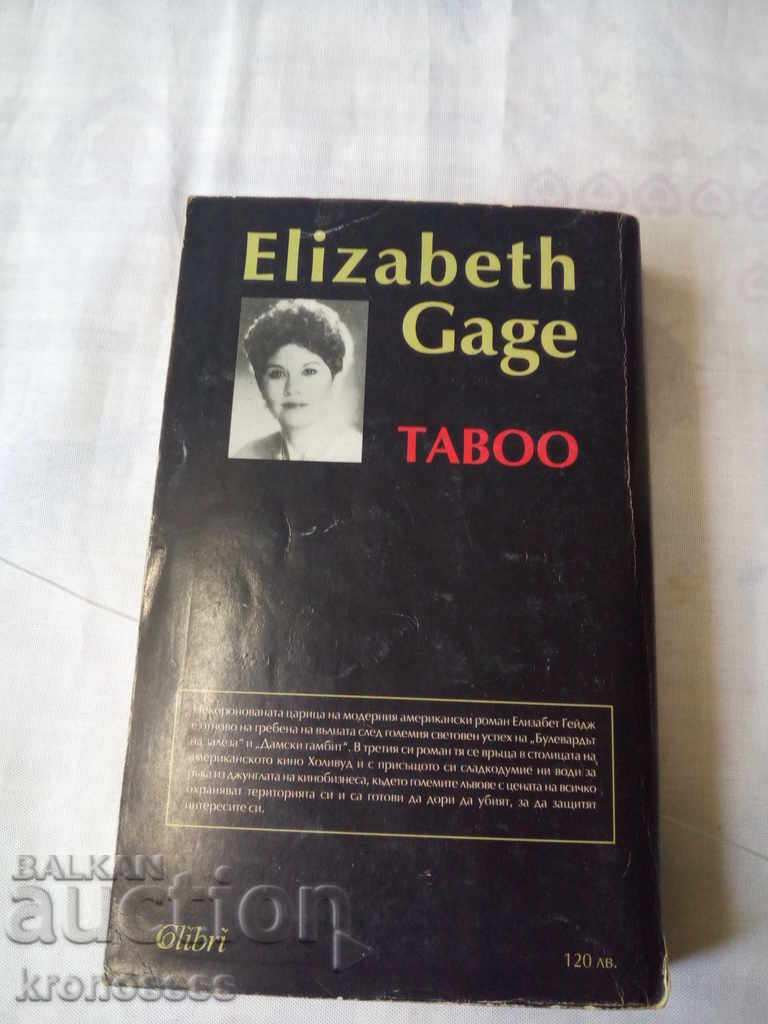 Elizabeth
Gage
TABOO
Некоронованата царица на модерния американски роман Елизабет Гейдж
е отново на гребена на вълната след големия световен успех на „Булевардът
на залеза“ и „Дамски гамбит“. В третия си роман тя се връща в столицата на
американското кино Холивуд и с присъщото си сладкодумие ни води за
ръка из джунглата на кинобизнеса, където големите лъвове с цената на всичко
охраняват територията си и са готови да дори да убият, за да защитят
интересите си.
BALKAN
auction
Colibri
120 лв.
kronosecs